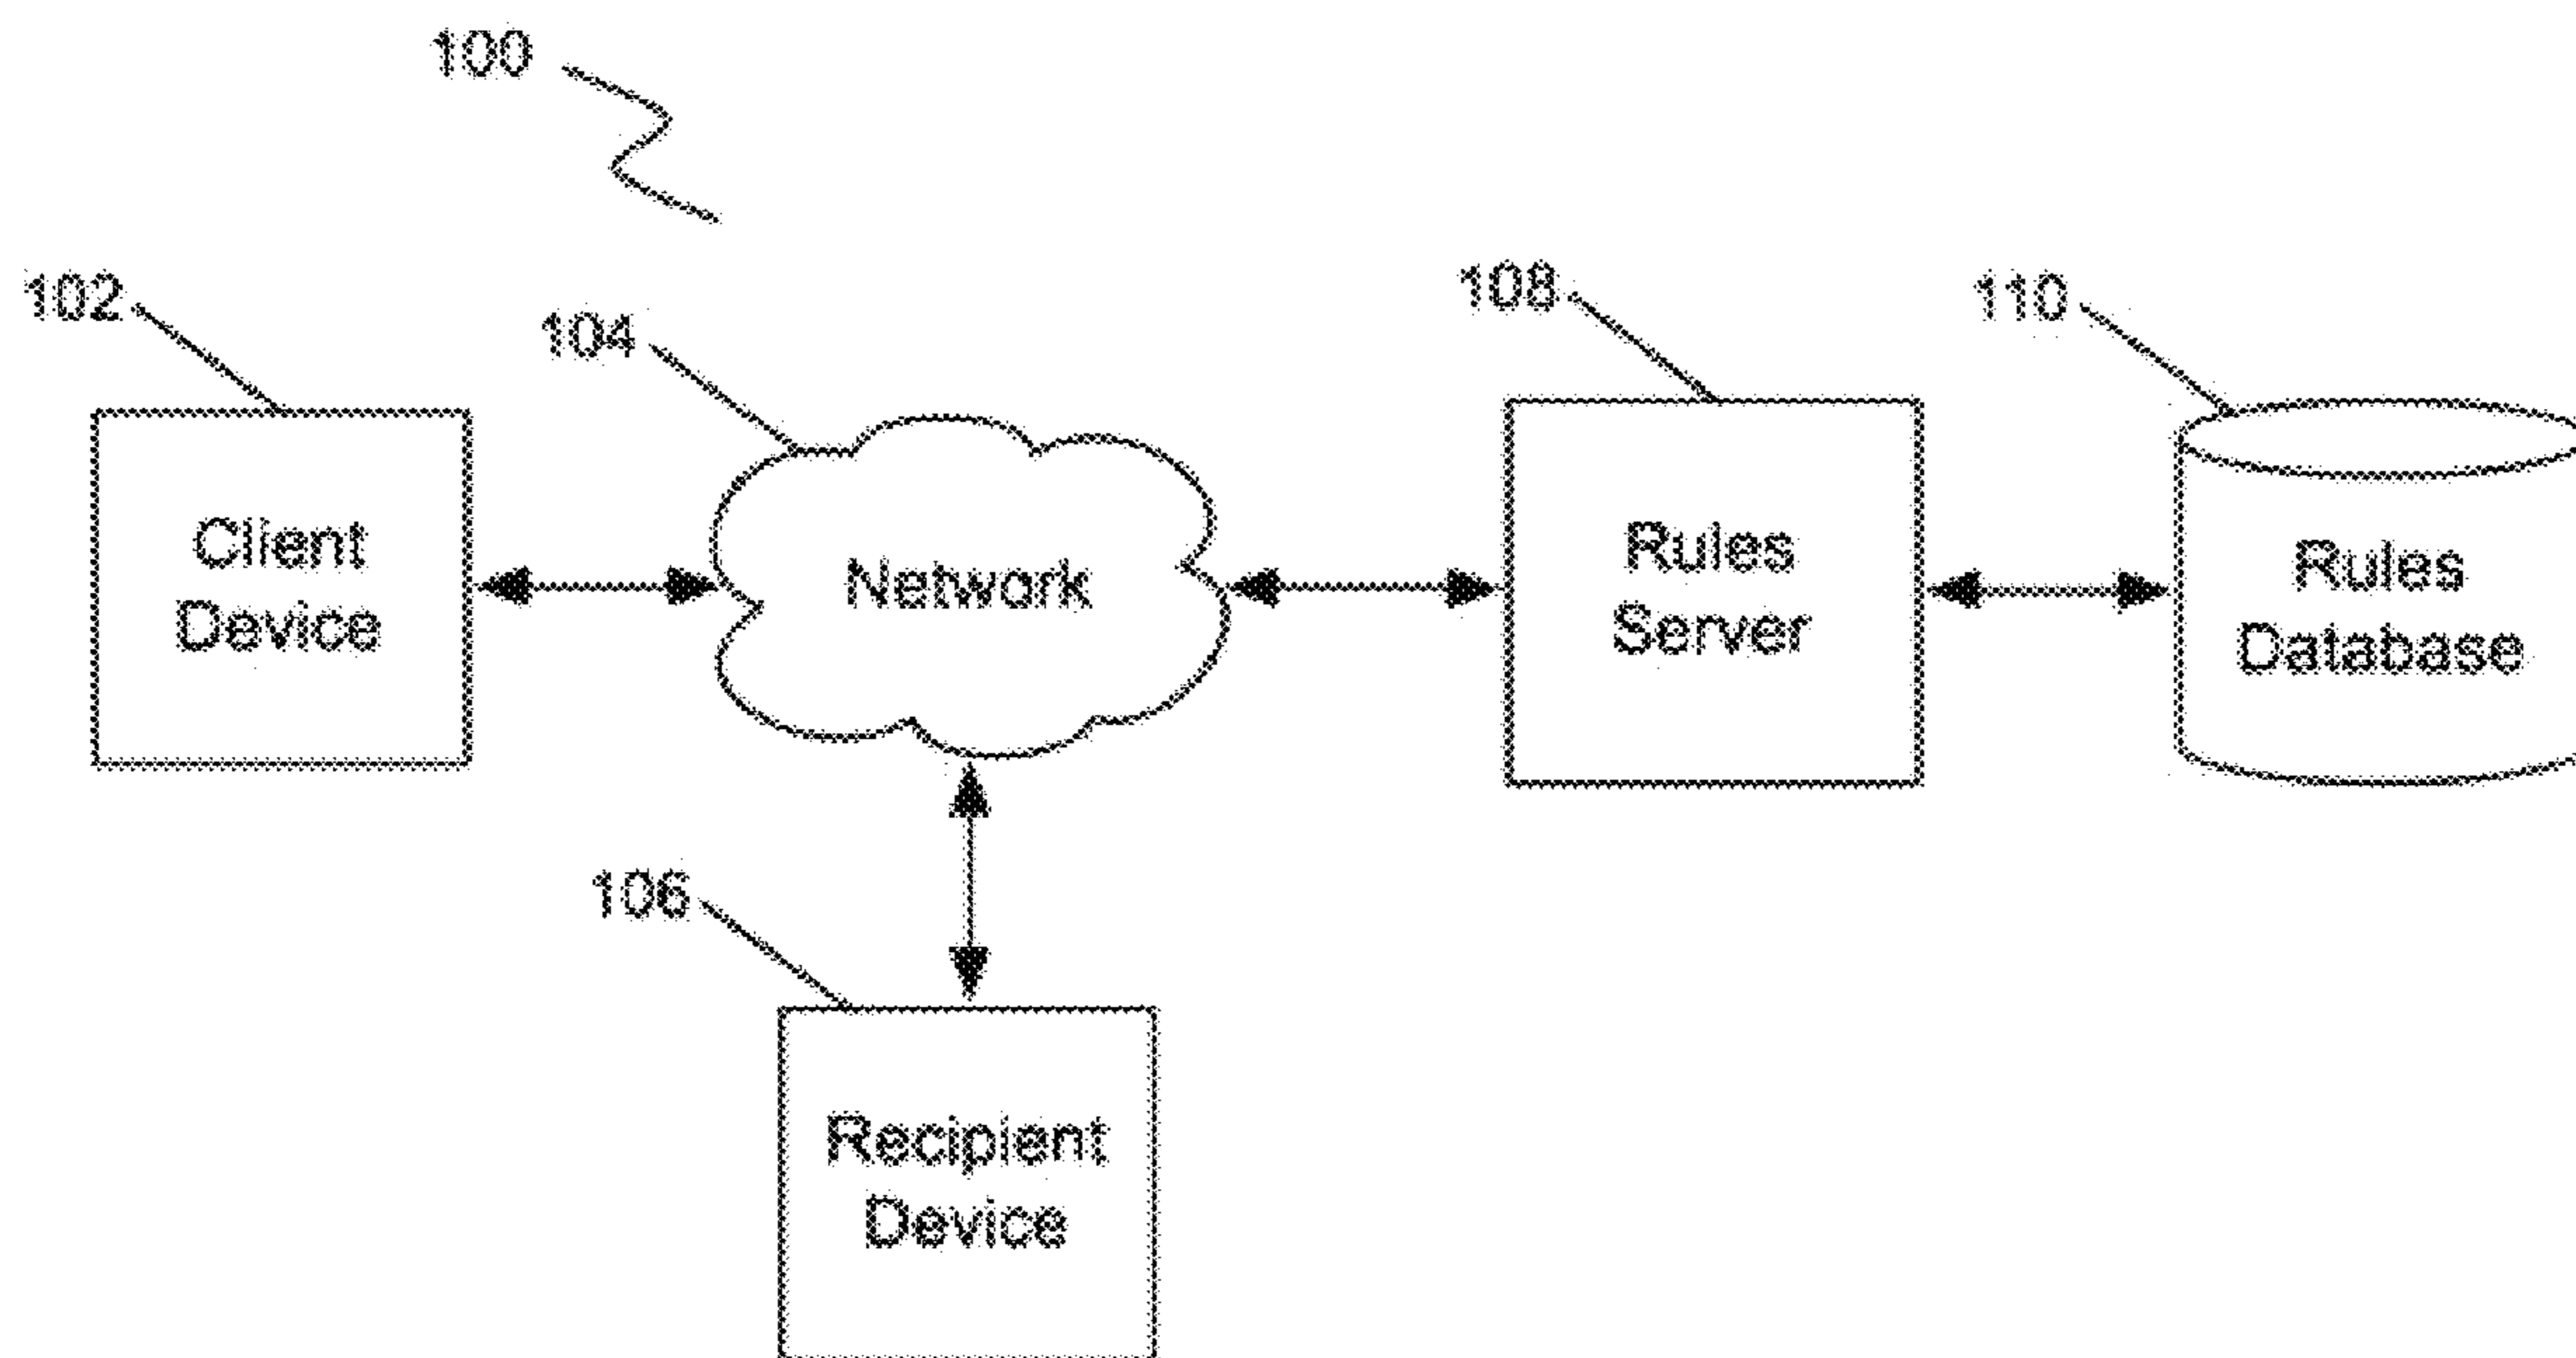 100
102
104
108
110
Client
Device
Network
Rules
Server
Rules
Database
106
Recipient
Device